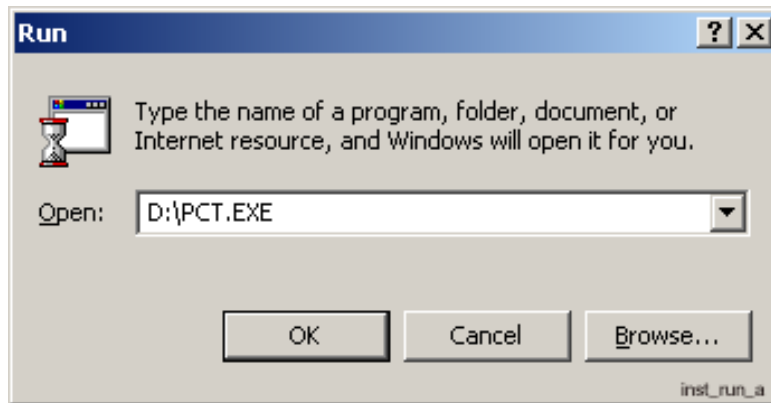 Run
Type the name of a program, folder, document, or
Internet resource, and Windows will open it for you.
Open: D:\PCT.EXE
OK Cancel Browse...
inst_run_a